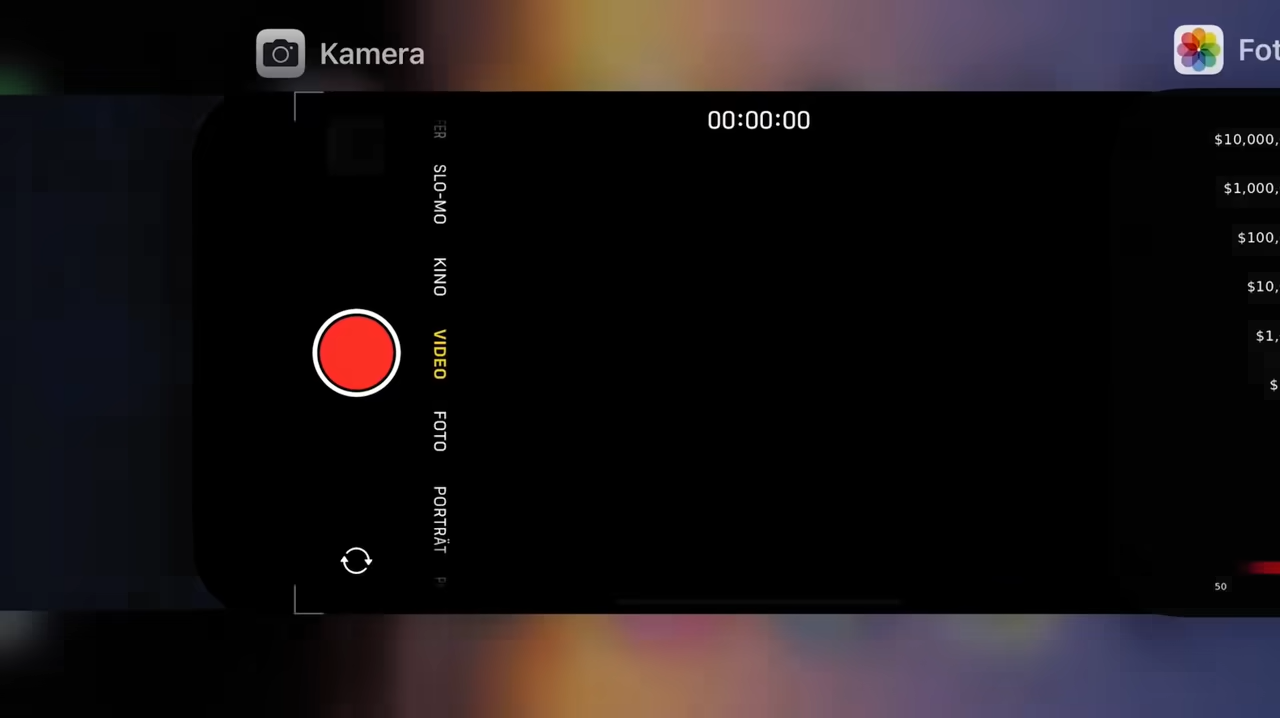 Kamera
Fot
00:00:00
SLO-MO
KINO
VIDEO
FOTO
PORTRÄT
$10,000,
$1,000,
$100,
$10,
$1,
$
50